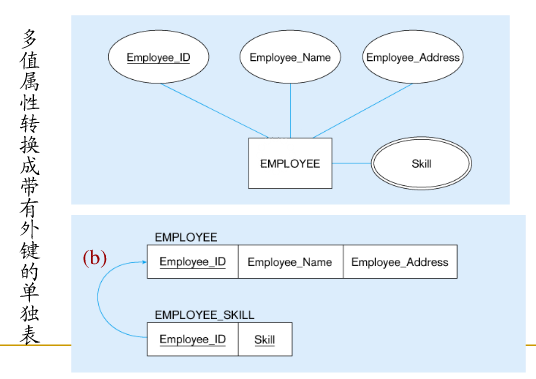 多值属性转换成带有外键的单独表
Employee_ID
Employee_Name
Employee_Address
EMPLOYEE
Skill
(b)
EMPLOYEE
Employee_ID
Employee_Name
Employee_Address
EMPLOYEE_SKILL
Employee_ID
Skill